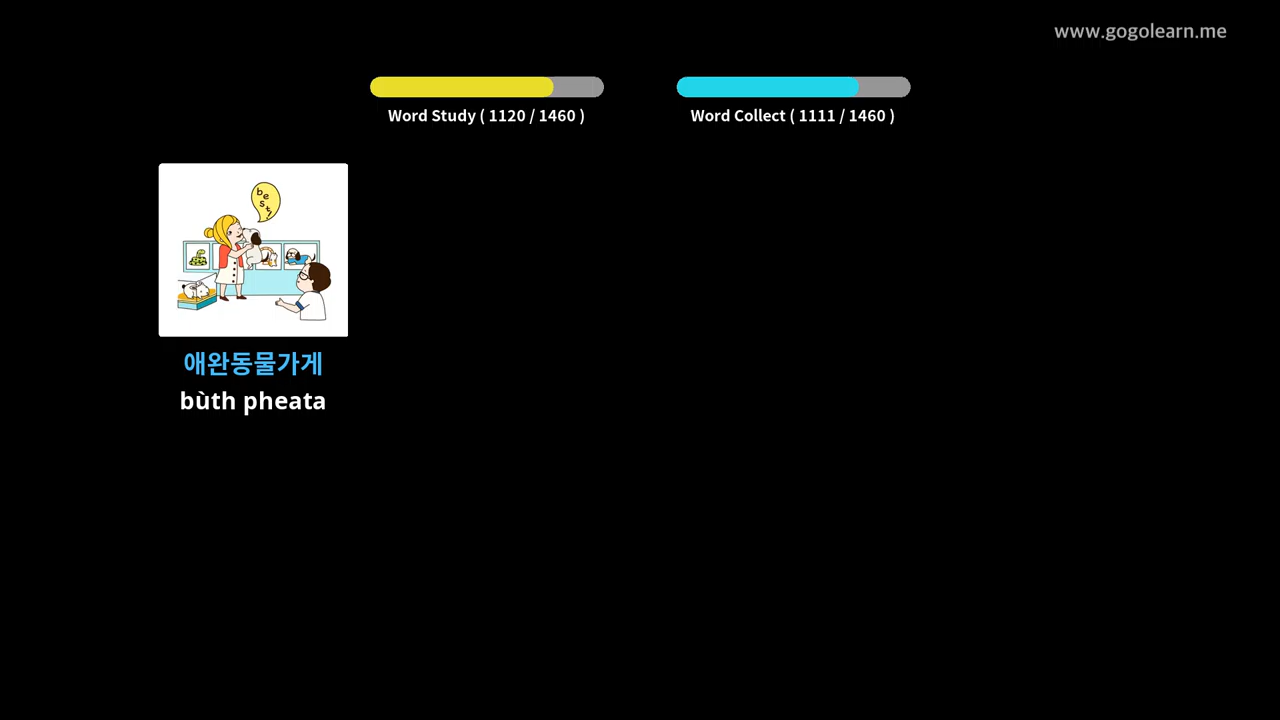 www.gogolearn.me
Word Study ( 1120 / 1460 )
Word Collect ( 1111 / 1460 )
best,
애완동물가게
bùth pheata